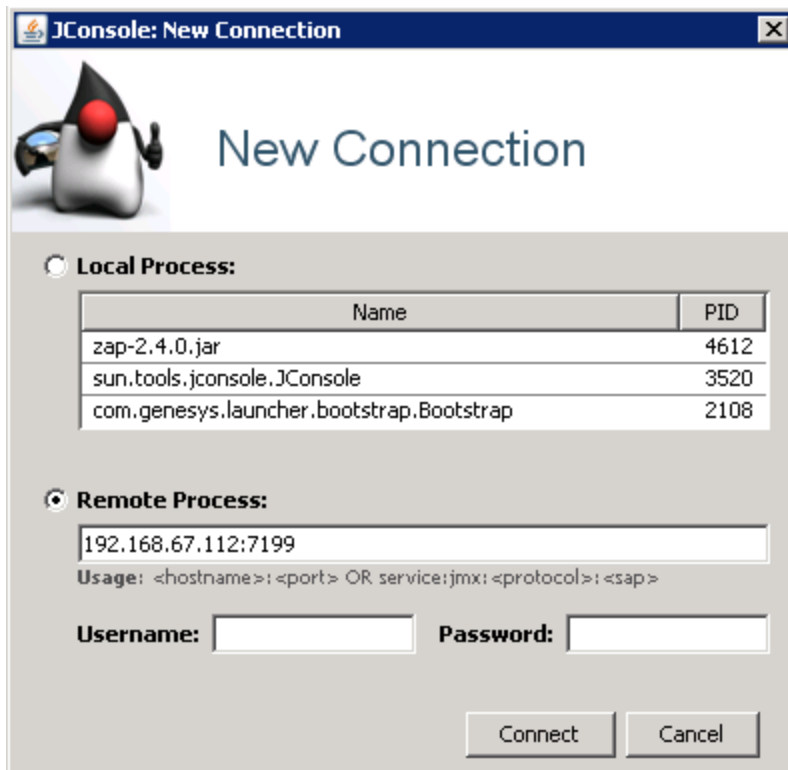 JConsole: New Connection
New Connection
Local Process:
Name PID
zap-2.4.0.jar 4612
sun.tools.jconsole.JConsole 3520
com.genesys.launcher.bootstrap.Bootstrap 2108
Remote Process:
192.168.67.112:7199
Usage: <hostname>:<port> OR service:jmx:<protocol>:<sap>
Username: Password:
Connect Cancel